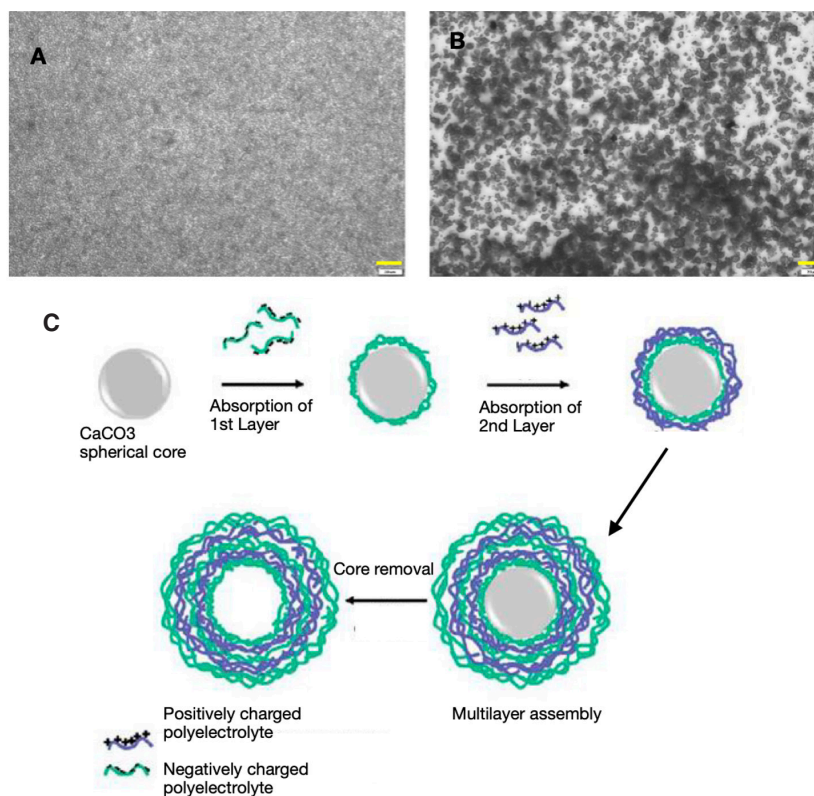 A
B
C
CaCO3
spherical core
Absorption of
1st Layer
Absorption of
2nd Layer
Core removal
Multilayer assembly
Positively charged
polyelectrolyte
Negatively charged
polyelectrolyte